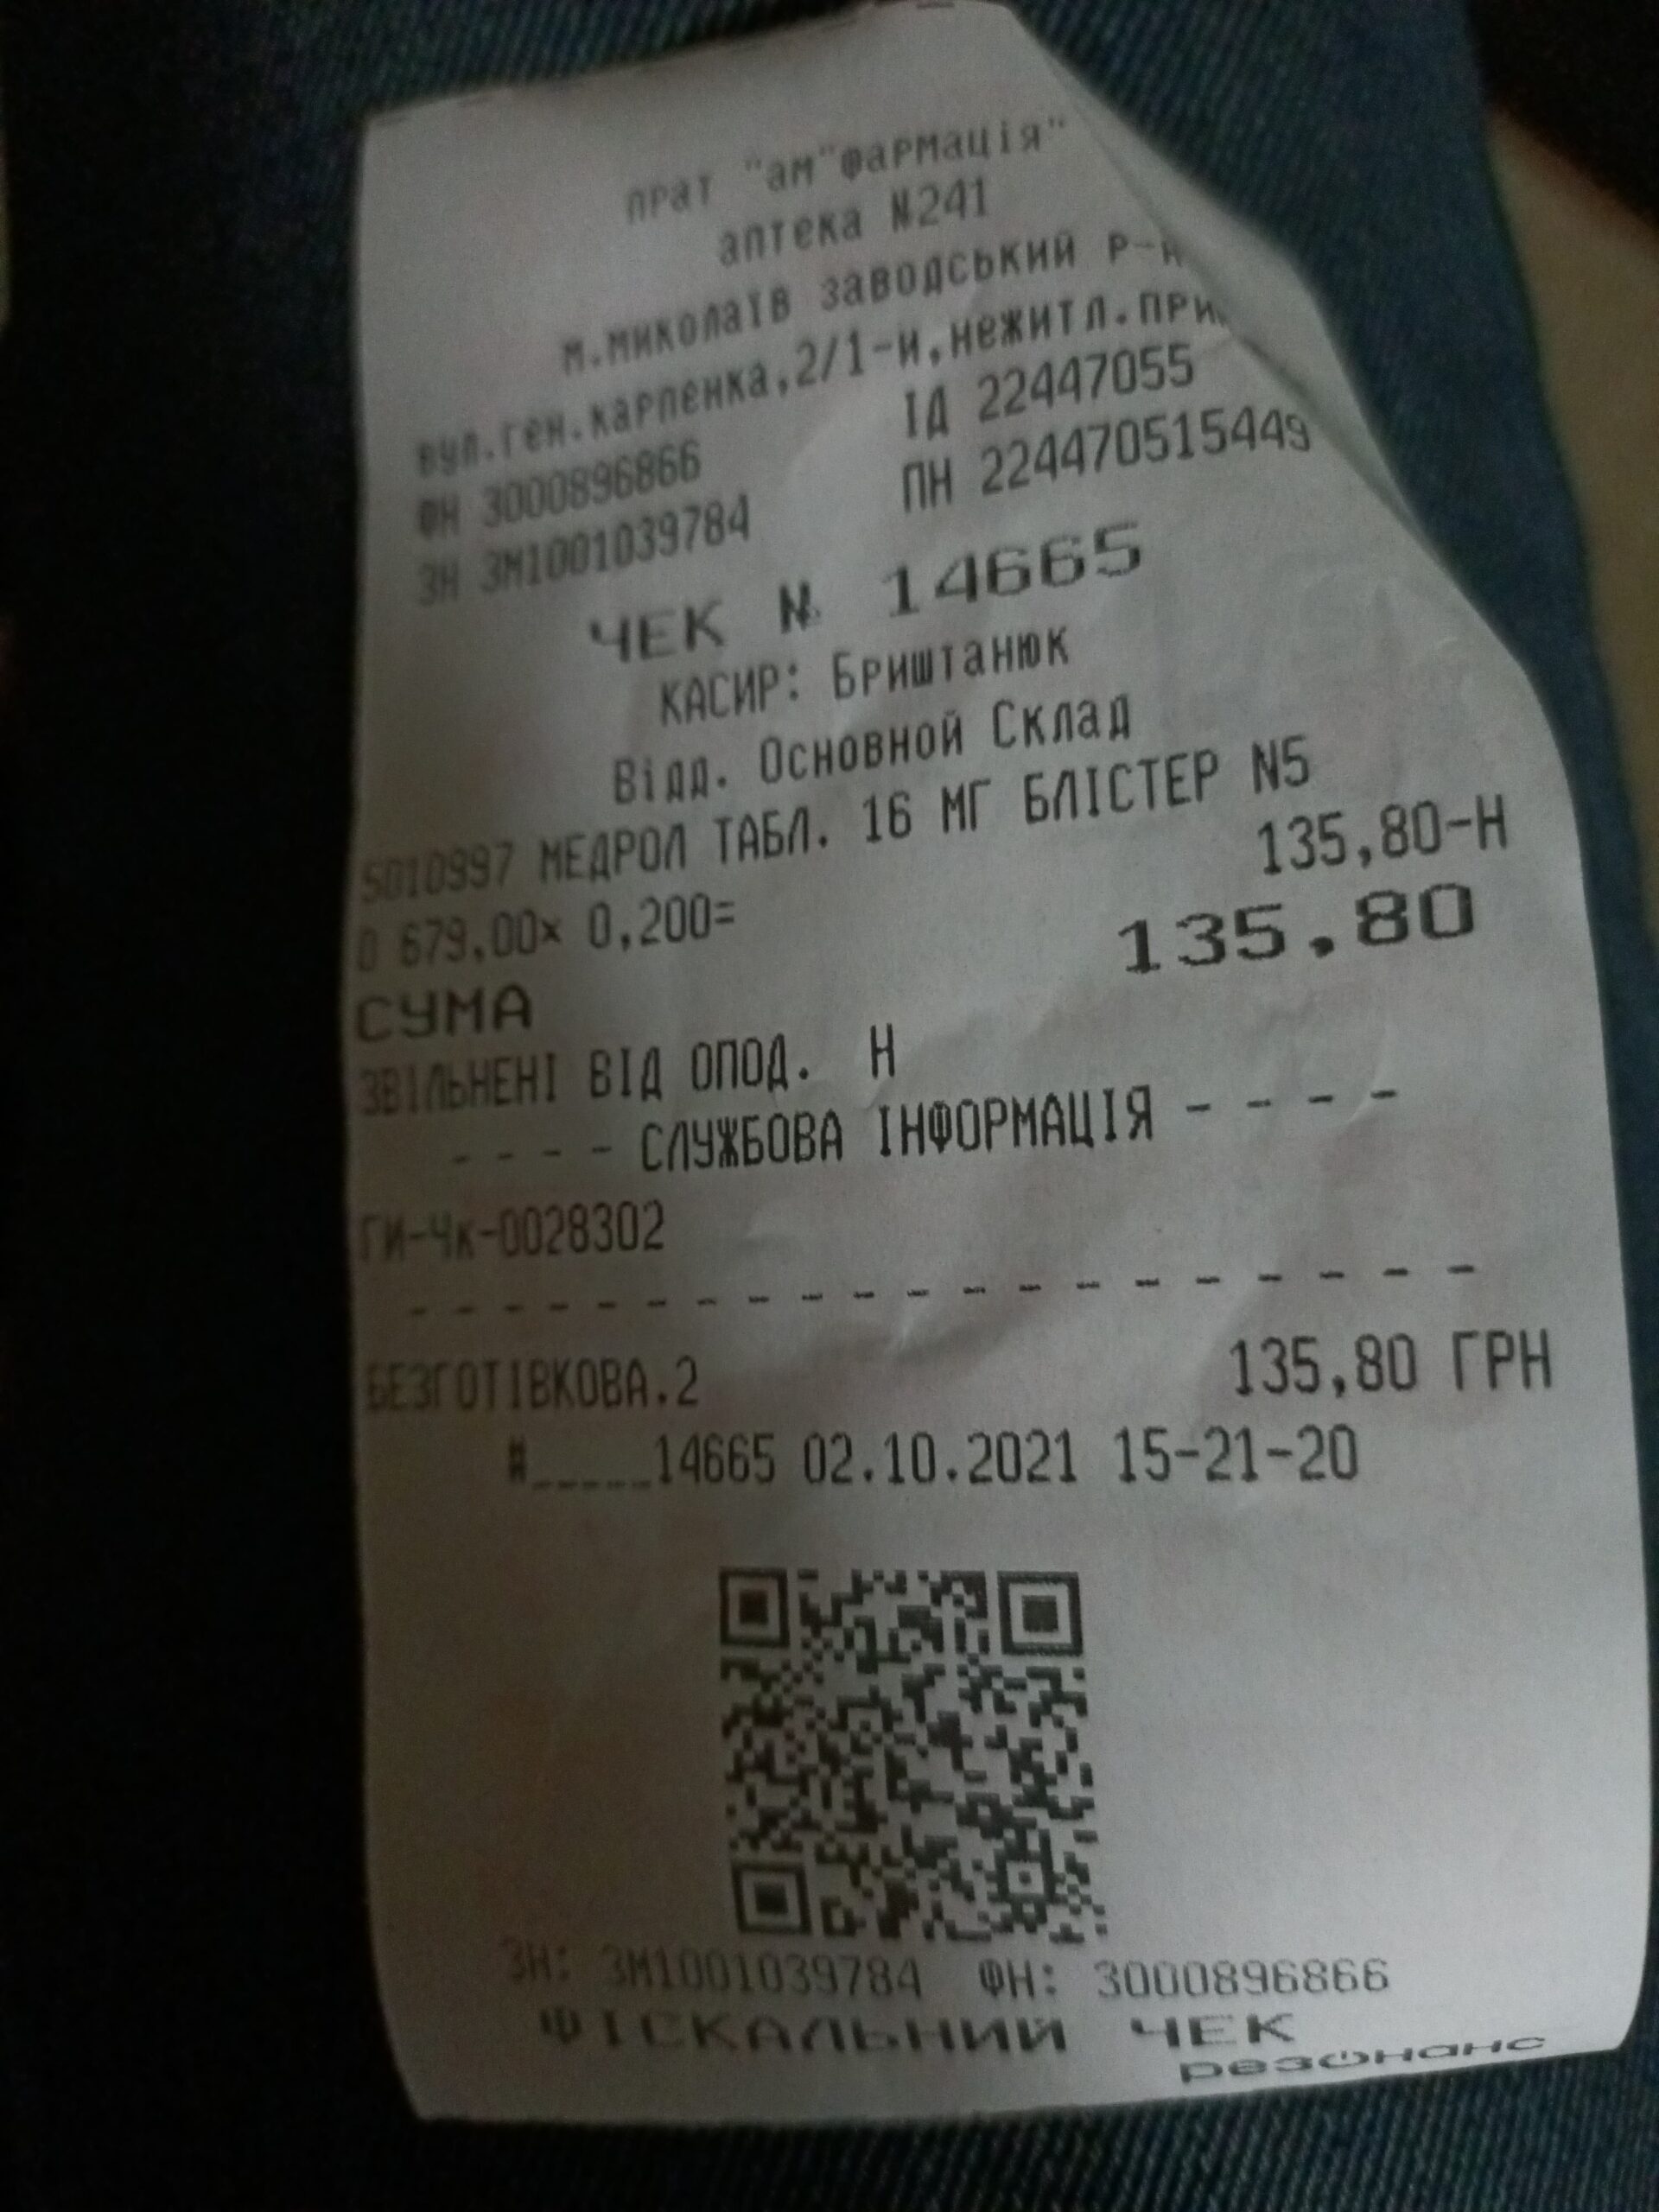 прат "ам"фармація"
аптека №241
м.миколаїв заводський р-н
вул.ген.карпенка,2/1-и,нежитл.при
ФН 3000896866 ІД 22447055
ЗН ЗМ1001039784 ПН 224470515449
ЧЕК № 14665
КАСИР: Бриштанюк
Відд. Основной Склад
5010997 МЕДРОЛ ТАБЛ. 16 МГ БЛІСТЕР N5
0 679,00× 0,200= 135,80-Н
СУМА 135,80
ЗВІЛЬНЕНІ ВІД ОПОД. Н
- - - - СЛУЖБОВА ІНФОРМАЦІЯ - - - -
ГИ-Чк-0028302
- - - - - - - - - - - - - - - - - - - -
БЕЗГОТІВКОВА.2 135,80 ГРН
#_____14665 02.10.2021 15-21-20
ЗН: ЗМ1001039784 ФН: 3000896866
ФІСКАЛЬНИЙ ЧЕК
резонанс